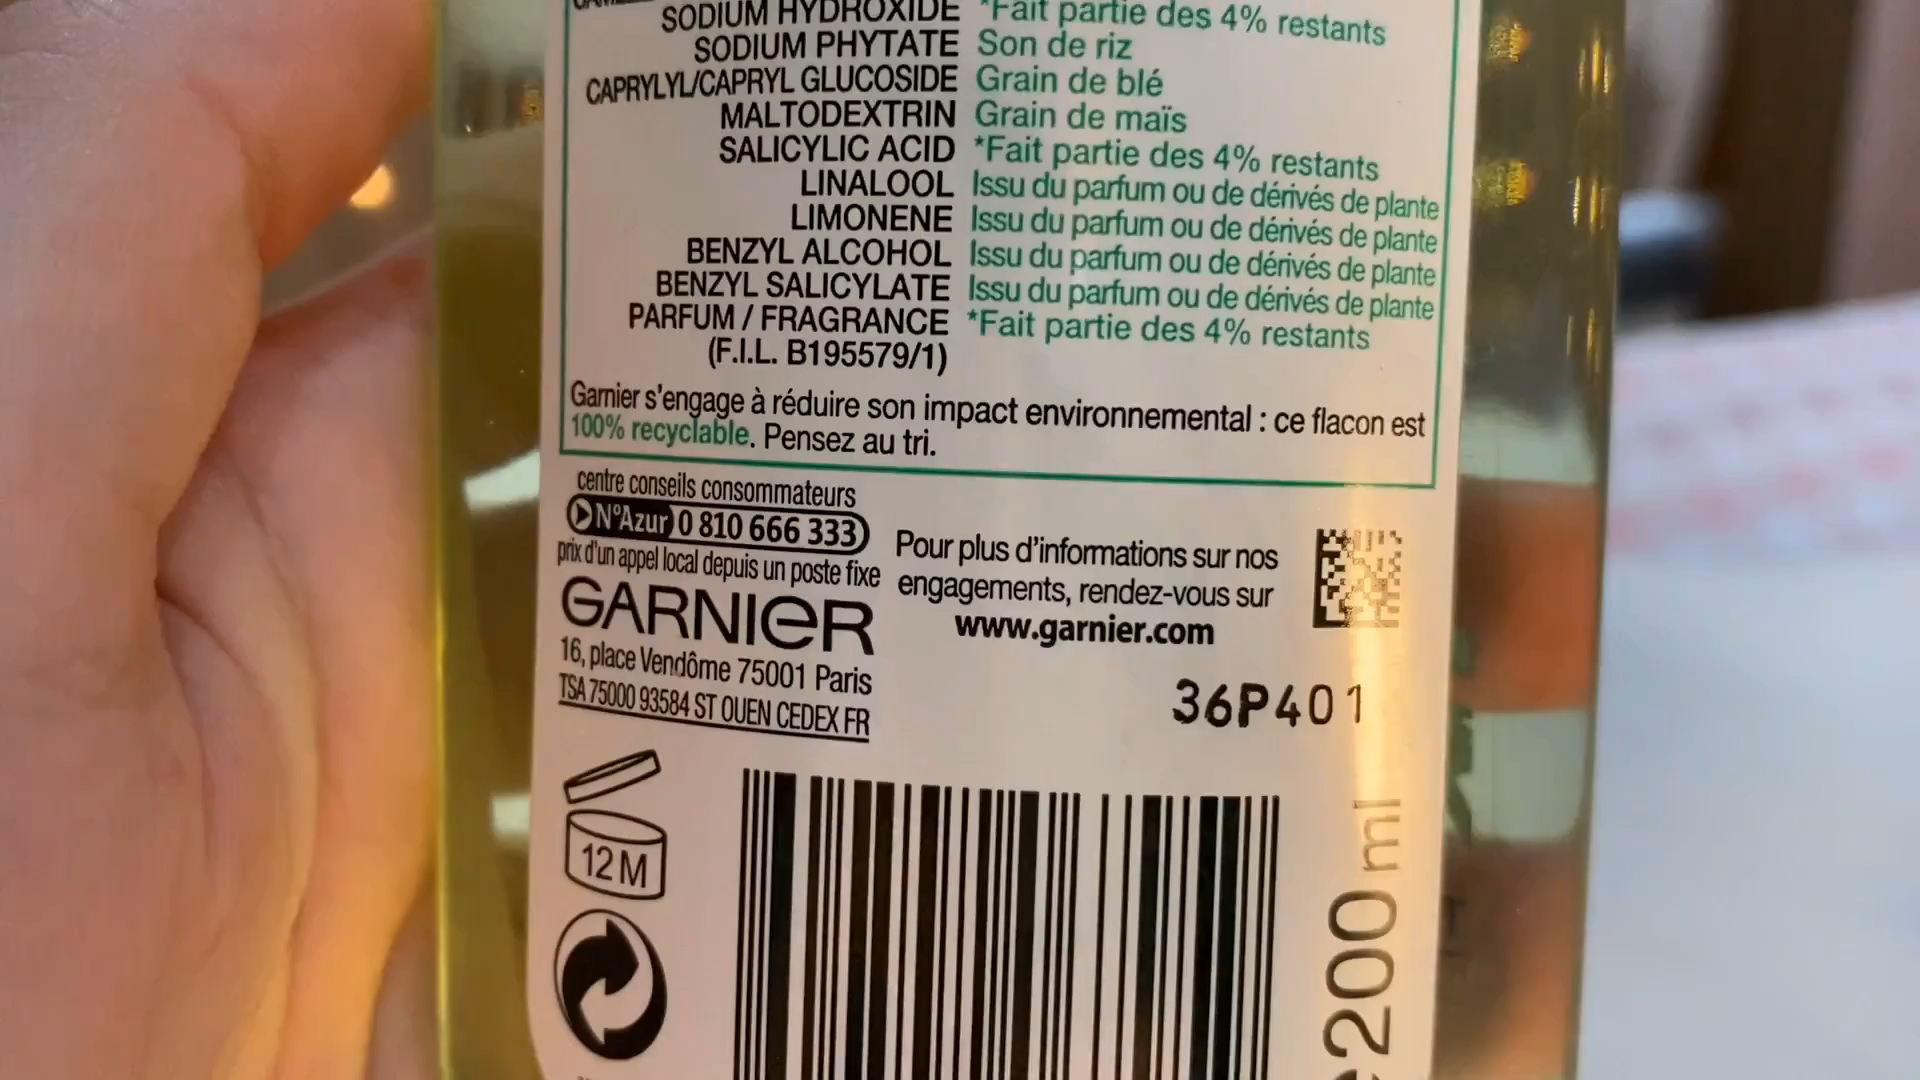 SODIUM HYDROXIDE *Fait partie des 4% restants
SODIUM PHYTATE Son de riz
CAPRYLYL/CAPRYL GLUCOSIDE Grain de blé
MALTODEXTRIN Grain de maïs
SALICYLIC ACID *Fait partie des 4% restants
LINALOOL Issu du parfum ou de dérivés de plante
LIMONENE Issu du parfum ou de dérivés de plante
BENZYL ALCOHOL Issu du parfum ou de dérivés de plante
BENZYL SALICYLATE Issu du parfum ou de dérivés de plante
PARFUM / FRAGRANCE *Fait partie des 4% restants
(F.I.L. B195579/1)
Garnier s'engage à réduire son impact environnemental : ce flacon est
100% recyclable. Pensez au tri.
centre conseils consommateurs
N°Azur 0 810 666 333
prix d'un appel local depuis un poste fixe
GARNIER
16, place Vendôme 75001 Paris
TSA 75000 93584 ST OUEN CEDEX FR
Pour plus d'informations sur nos
engagements, rendez-vous sur
www.garnier.com
36P401
12 M
200 ml